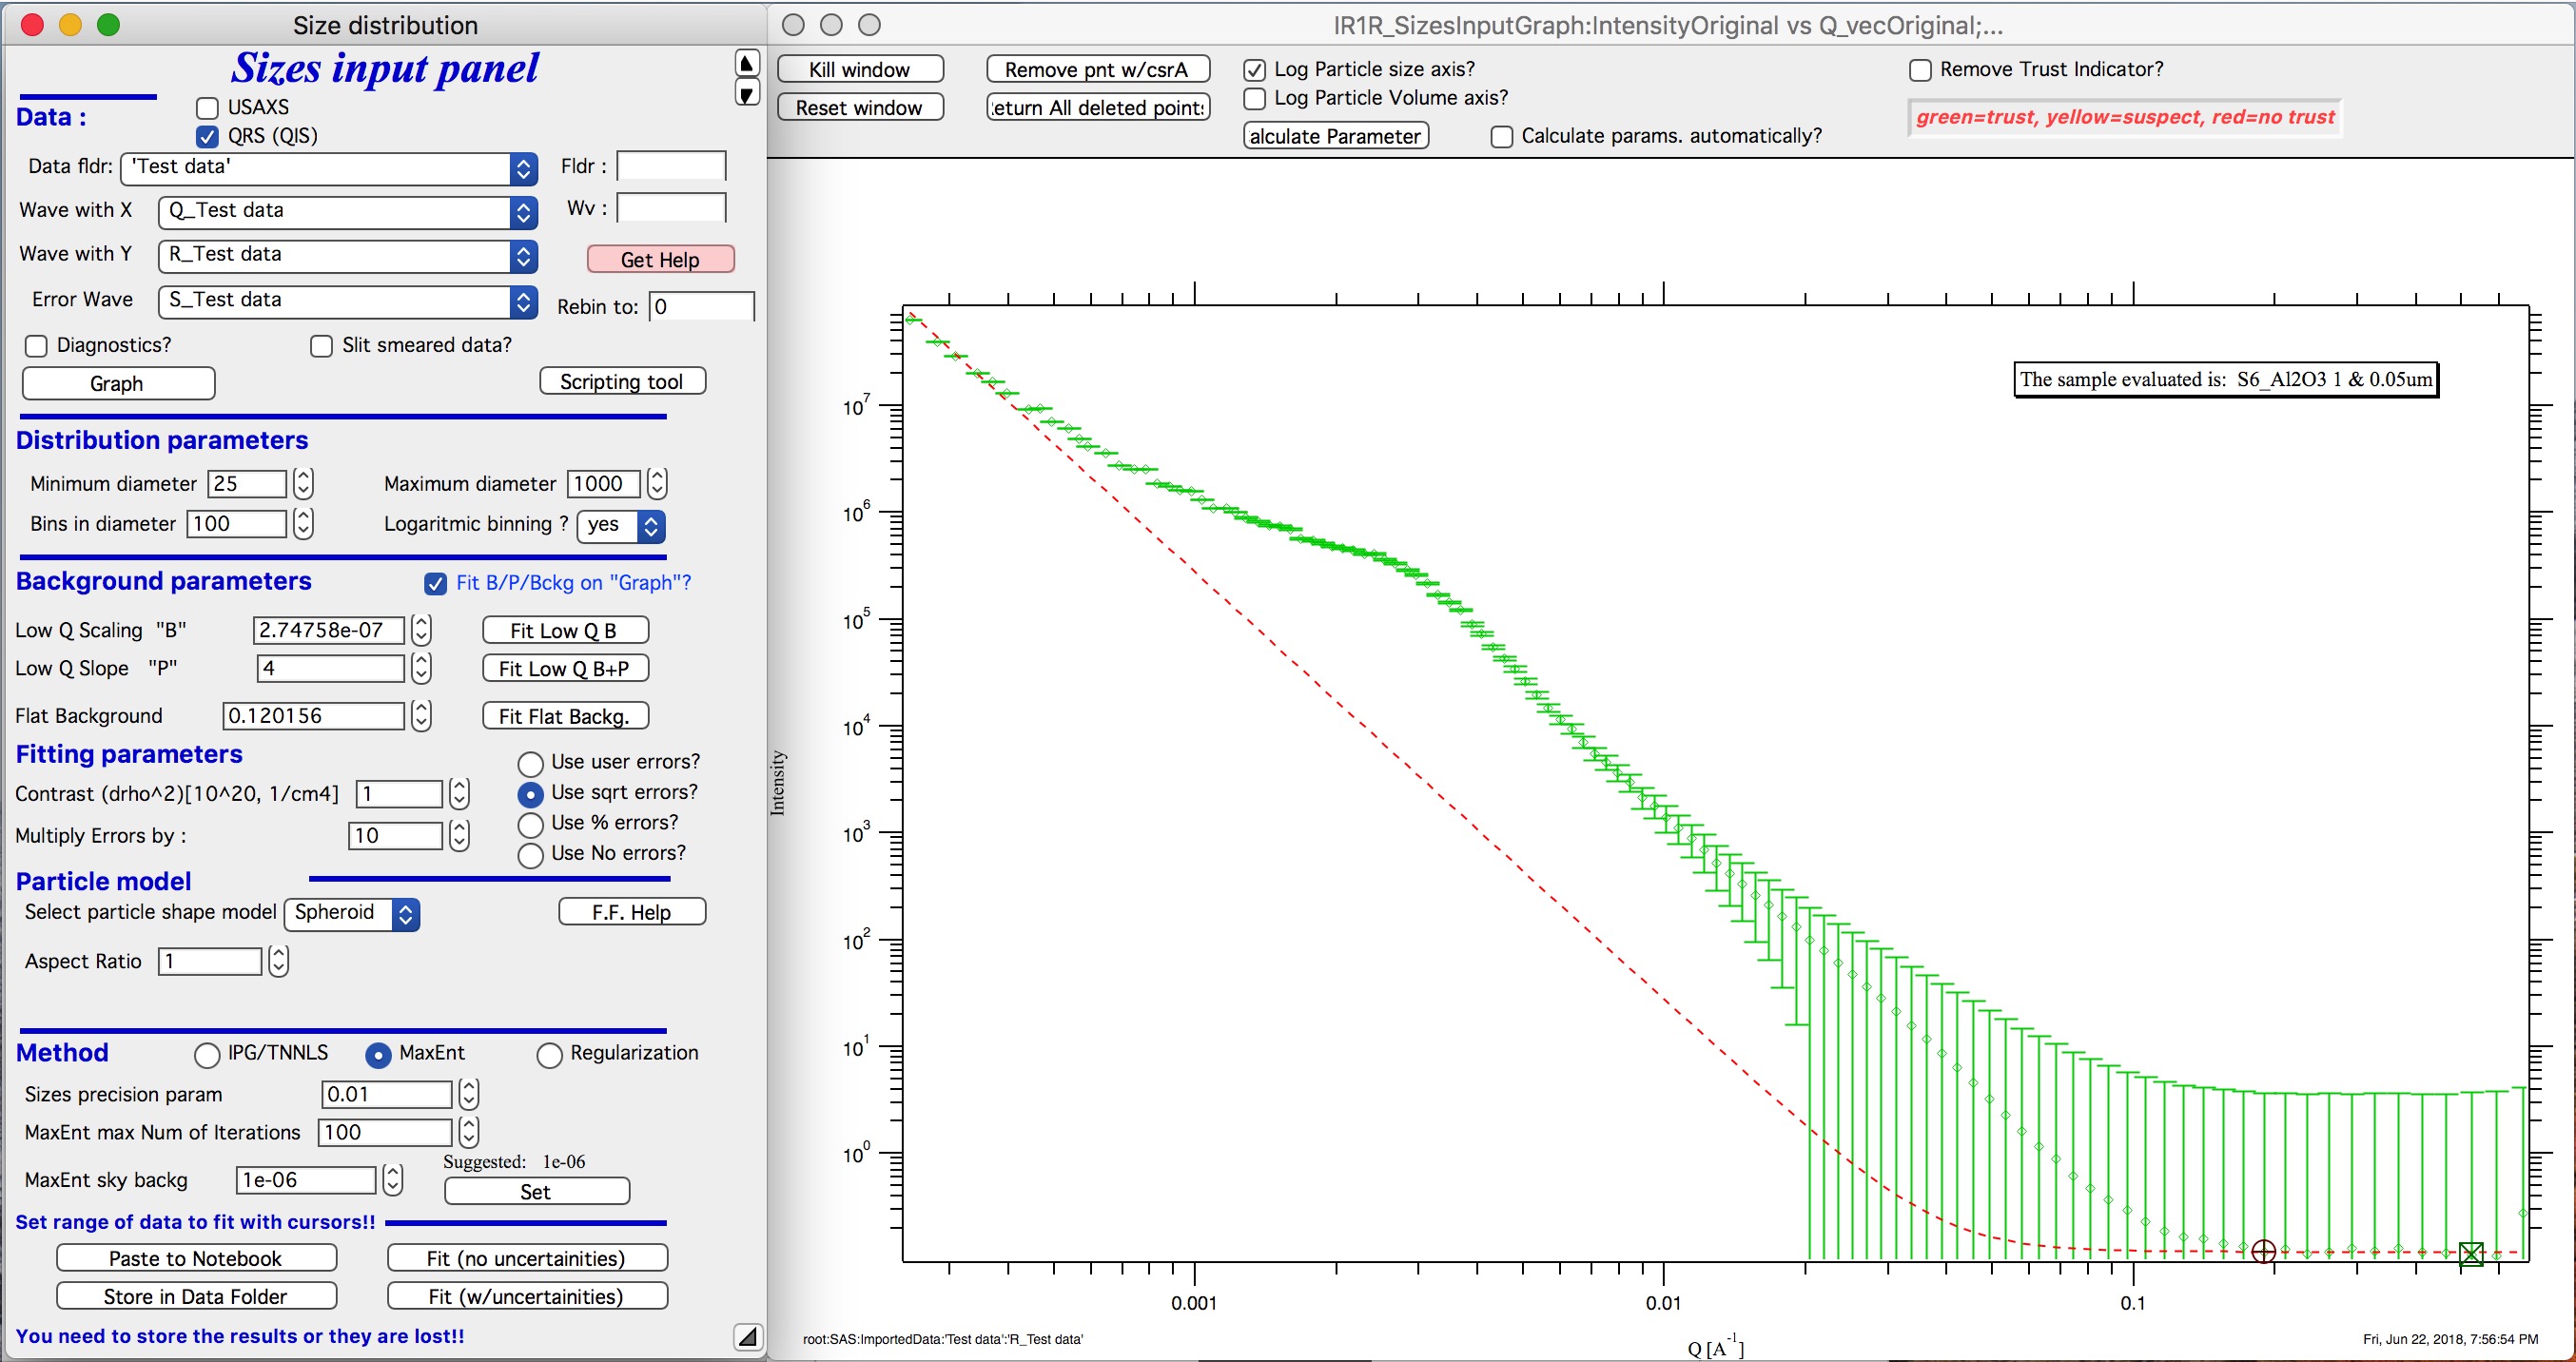 Size distribution
Sizes input panel
Data :
USAXS
QRS (QIS)
Data fldr: 'Test data' Fldr :
Wave with X Q_Test data Wv :
Wave with Y R_Test data Get Help
Error Wave S_Test data Rebin to: 0
Diagnostics? Slit smeared data?
Graph Scripting tool
Distribution parameters
Minimum diameter 25 Maximum diameter 1000
Bins in diameter 100 Logaritmic binning ? yes
Background parameters Fit B/P/Bckg on "Graph"?
Low Q Scaling "B" 2.74758e-07 Fit Low Q B
Low Q Slope "P" 4 Fit Low Q B+P
Flat Background 0.120156 Fit Flat Backg.
Fitting parameters Use user errors?
Contrast (drho^2)[10^20, 1/cm4] 1 Use sqrt errors?
Multiply Errors by : 10 Use % errors?
Use No errors?
Particle model
Select particle shape model Spheroid F.F. Help
Aspect Ratio 1
Method IPG/TNNLS MaxEnt Regularization
Sizes precision param 0.01
MaxEnt max Num of Iterations 100
Suggested: 1e-06
MaxEnt sky backg 1e-06 Set
Set range of data to fit with cursors!!
Paste to Notebook Fit (no uncertainities)
Store in Data Folder Fit (w/uncertainities)
You need to store the results or they are lost!!
IR1R_SizesInputGraph:IntensityOriginal vs Q_vecOriginal;...
Kill window Remove pnt w/csrA Log Particle size axis? Remove Trust Indicator?
Reset window eturn All deleted point: Log Particle Volume axis?
green=trust, yellow=suspect, red=no trust
alculate Parameter Calculate params. automatically?
The sample evaluated is: S6_Al2O3 1 & 0.05um
Intensity
10^7
10^6
10^5
10^4
10^3
10^2
10^1
10^0
0.001 0.01 0.1
Q [A^-1]
root:SAS:ImportedData:'Test data':'R_Test data'
Fri, Jun 22, 2018, 7:56:54 PM